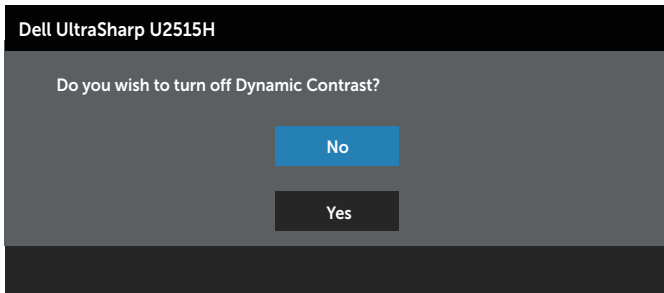 Dell UltraSharp U2515H
Do you wish to turn off Dynamic Contrast?
No
Yes